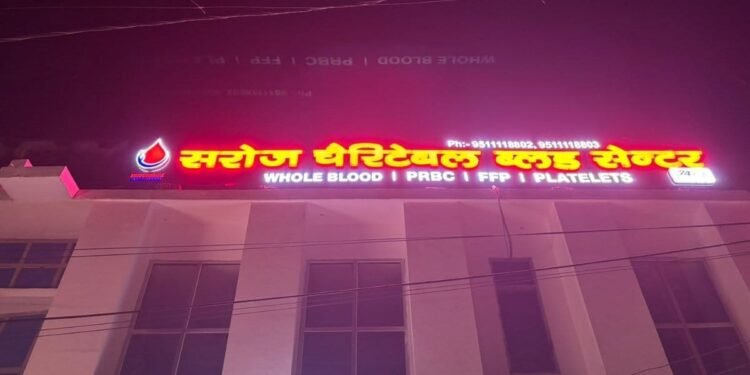 Ph:- 9511118802, 9511118803
सरोज चैरिटेबल ब्लड सेन्टर
WHOLE BLOOD | PRBC | FFP | PLATELETS